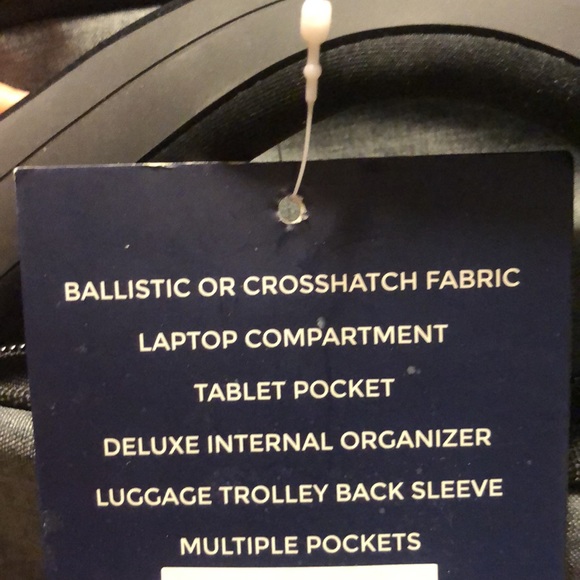 BALLISTIC OR CROSSHATCH FABRIC
LAPTOP COMPARTMENT
TABLET POCKET
DELUXE INTERNAL ORGANIZER
LUGGAGE TROLLEY BACK SLEEVE
MULTIPLE POCKETS